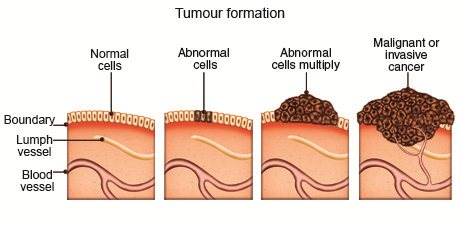 Tumour formation
Normal
cells
Abnormal
cells
Abnormal
cells multiply
Malignant or
invasive
cancer
Boundary
Lumph
vessel
Blood
vessel